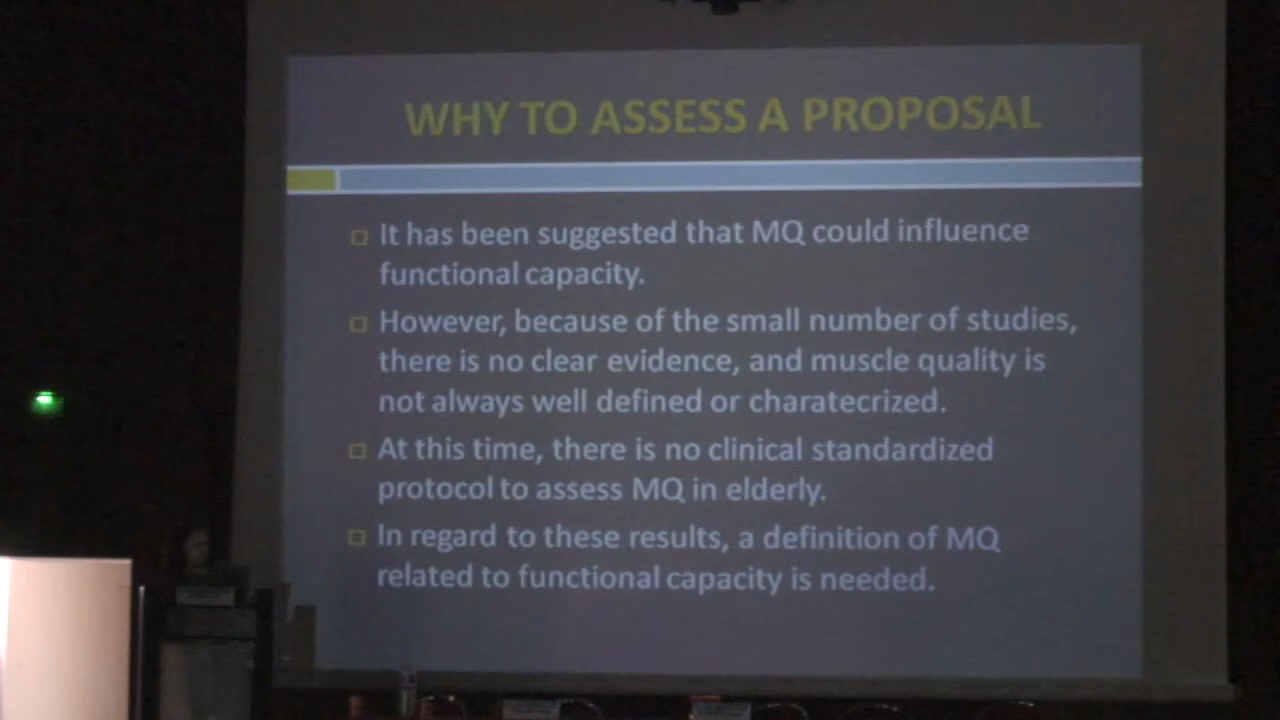 WHY TO ASSESS A PROPOSAL
It has been suggested that MQ could influence
functional capacity.
However, because of the small number of studies,
there is no clear evidence, and muscle quality is
not always well defined or charatecrized.
At this time, there is no clinical standardized
protocol to assess MQ in elderly.
In regard to these results, a definition of MQ
related to functional capacity is needed.